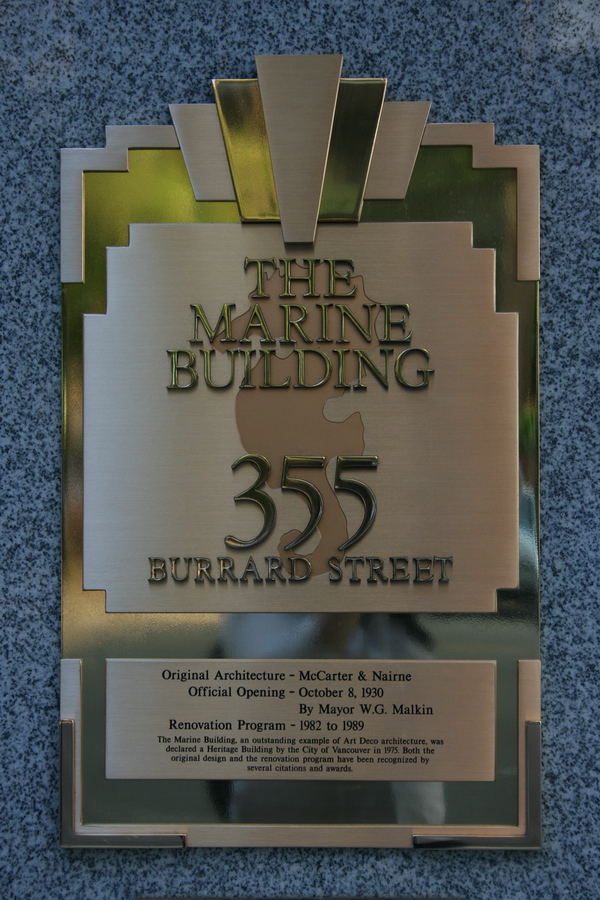 THE
MARINE
BUILDING
355
BURRARD STREET
Original Architecture - McCarter & Nairne
Official Opening - October 8, 1930
By Mayor W.G. Malkin
Renovation Program - 1982 to 1989
The Marine Building, an outstanding example of Art Deco architecture, was
declared a Heritage Building by the City of Vancouver in 1975. Both the
original design and the renovation program have been recognized by
several citations and awards.